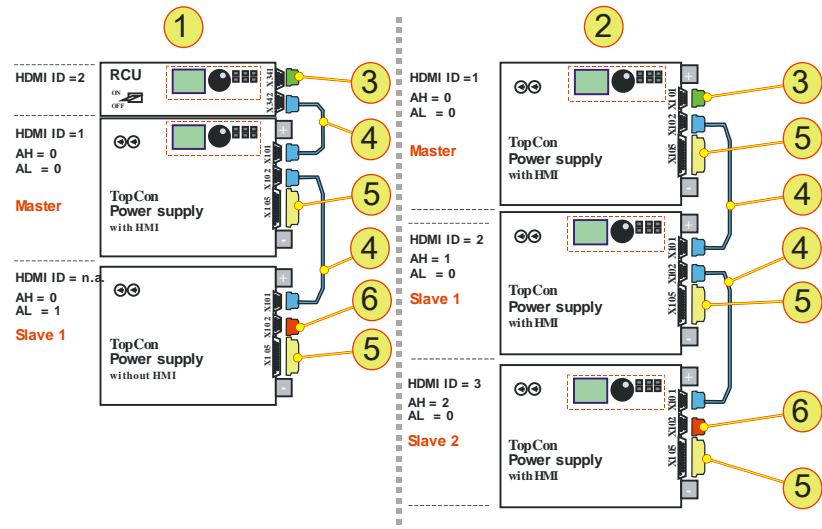 1
HDMI ID =2
RCU
ON
OFF
X341
X342
3
4
HDMI ID =1
AH = 0
AL = 0
Master
TopCon
Power supply
with HMI
+
X101
X102
X105
-
5
4
HDMI ID = n.a.
AH = 0
AL = 1
Slave 1
TopCon
Power supply
without HMI
+
X101
X102
X105
-
6
5
2
HDMI ID =1
AH = 0
AL = 0
Master
TopCon
Power supply
with HMI
+
X101
X102
X105
-
3
5
4
HDMI ID = 2
AH = 1
AL = 0
Slave 1
TopCon
Power supply
with HMI
X101
X102
X105
4
5
HDMI ID = 3
AH = 2
AL = 0
Slave 2
TopCon
Power supply
with HMI
+
X101
X102
X105
-
6
5